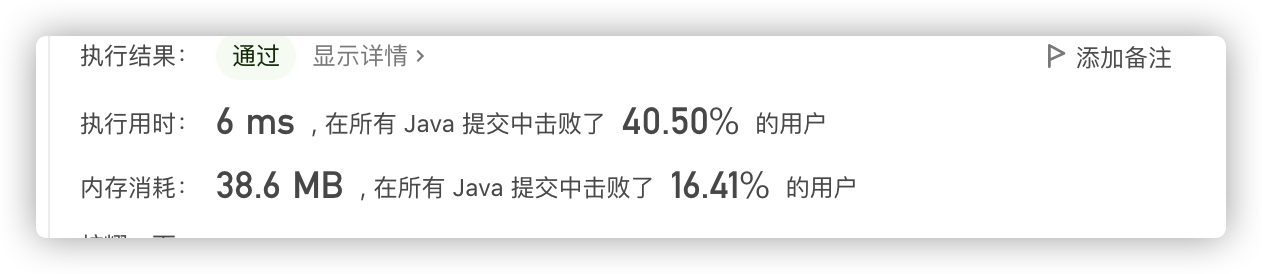 执行结果： 通过 显示详情 > 添加备注
执行用时： 6 ms , 在所有 Java 提交中击败了 40.50% 的用户
内存消耗： 38.6 MB , 在所有 Java 提交中击败了 16.41% 的用户